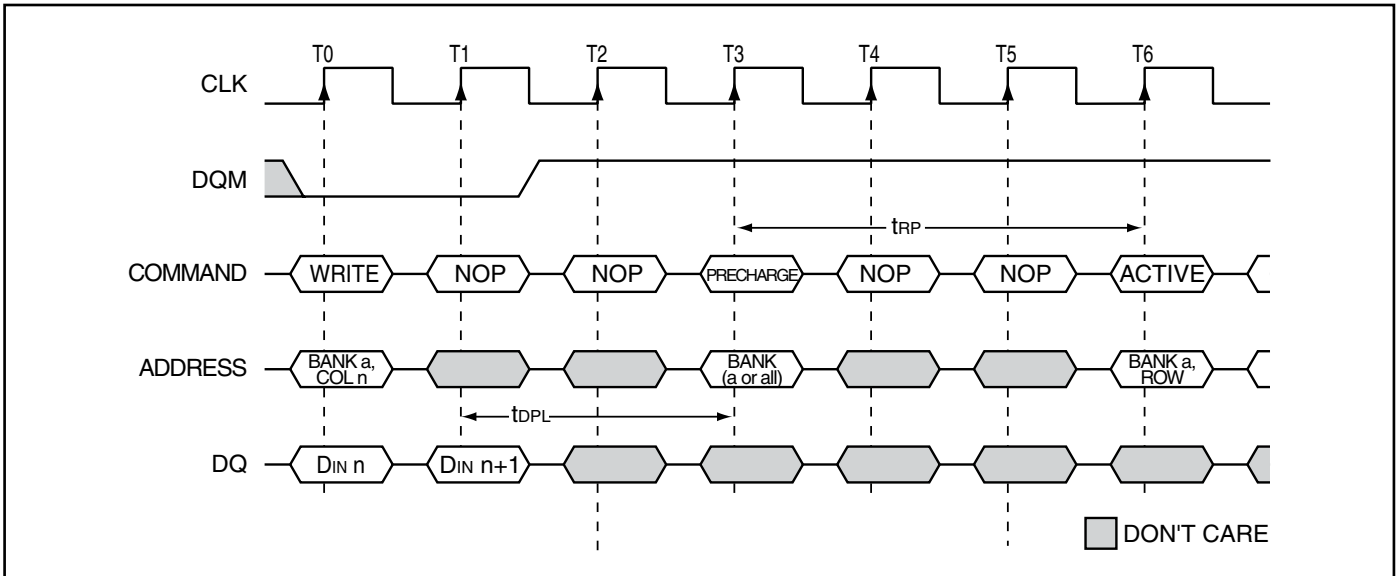 T0 T1 T2 T3 T4 T5 T6
CLK
DQM
tRP
COMMAND WRITE NOP NOP PRECHARGE NOP NOP ACTIVE
ADDRESS BANK a, COL n BANK (a or all) BANK a, ROW
tDPL
DQ DIN n DIN n+1
DON'T CARE